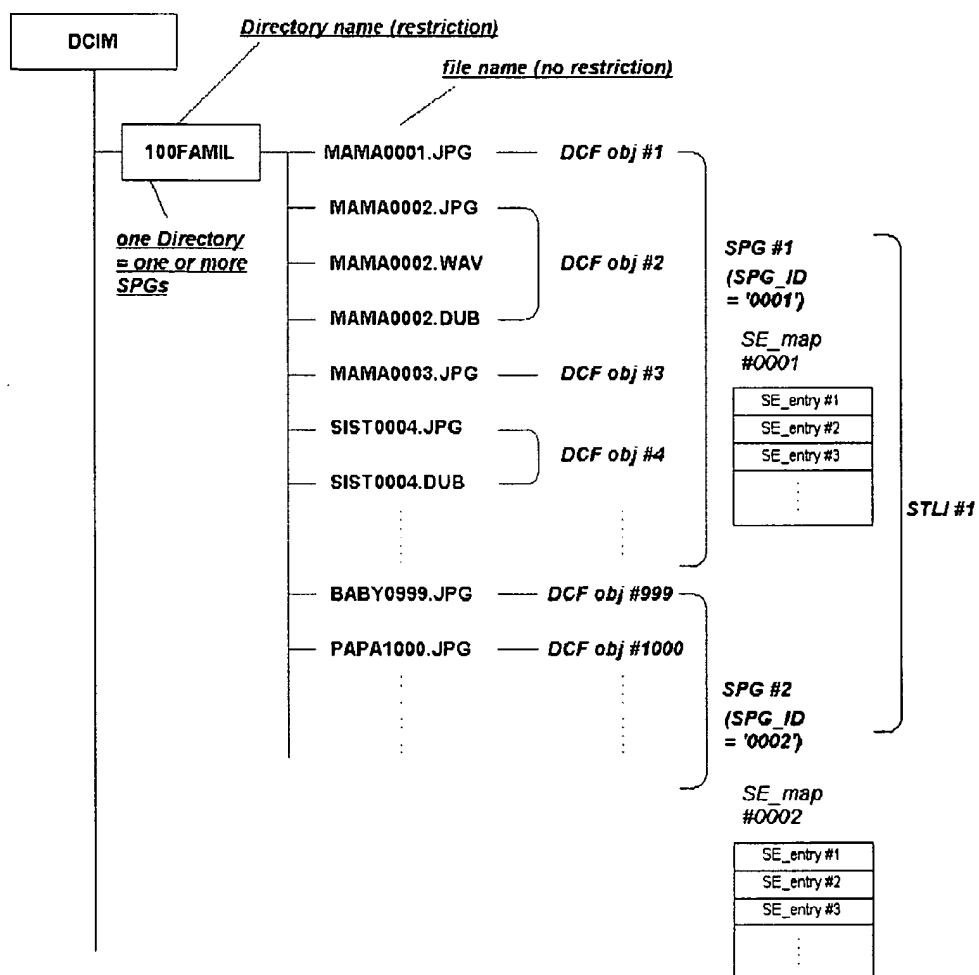 DCIM
Directory name (restriction)
file name (no restriction)
100FAMIL
one Directory
= one or more
SPGs
MAMA0001.JPG
DCF obj #1
MAMA0002.JPG
MAMA0002.WAV
DCF obj #2
MAMA0002.DUB
MAMA0003.JPG
DCF obj #3
SIST0004.JPG
DCF obj #4
SIST0004.DUB
BABY0999.JPG
DCF obj #999
PAPA1000.JPG
DCF obj #1000
SPG #1
(SPG_ID
= '0001')
SE_map
#0001
SE_entry #1
SE_entry #2
SE_entry #3
STLI #1
SPG #2
(SPG_ID
= '0002')
SE_map
#0002
SE_entry #1
SE_entry #2
SE_entry #3